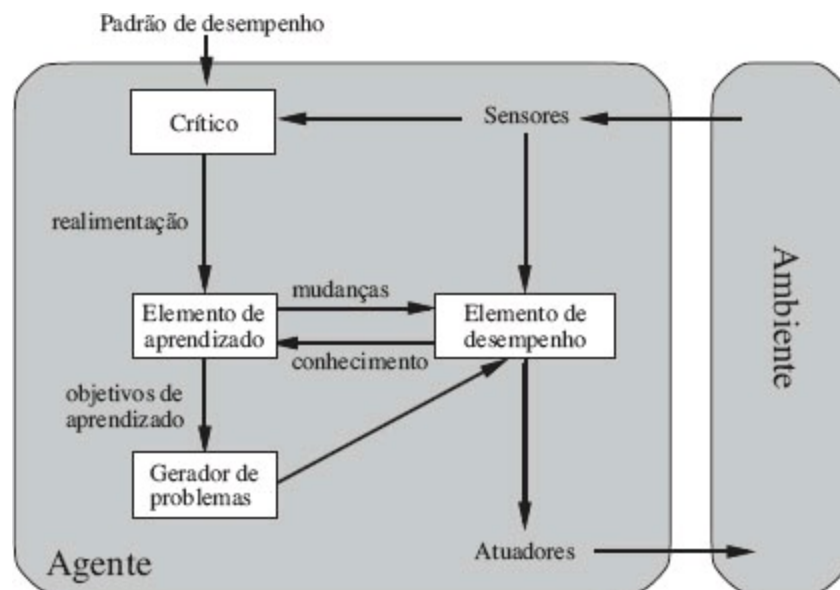 Padrão de desempenho
Crítico
Sensores
realimentação
mudanças
Elemento de
aprendizado
Elemento de
desempenho
conhecimento
objetivos de
aprendizado
Gerador de
problemas
Atuadores
Agente
Ambiente